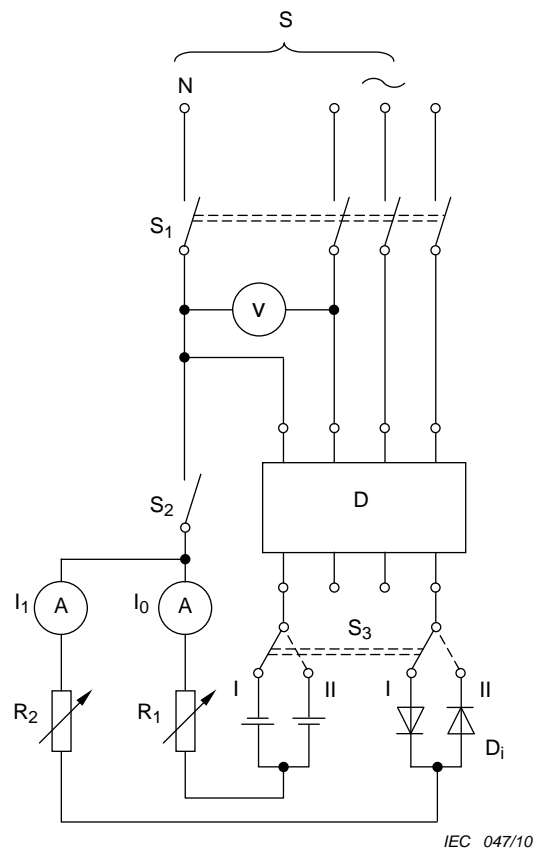 S
N
S1
V
S2
D
I1 A I0 A
S3
I II I II
R2 R1
Di
IEC 047/10